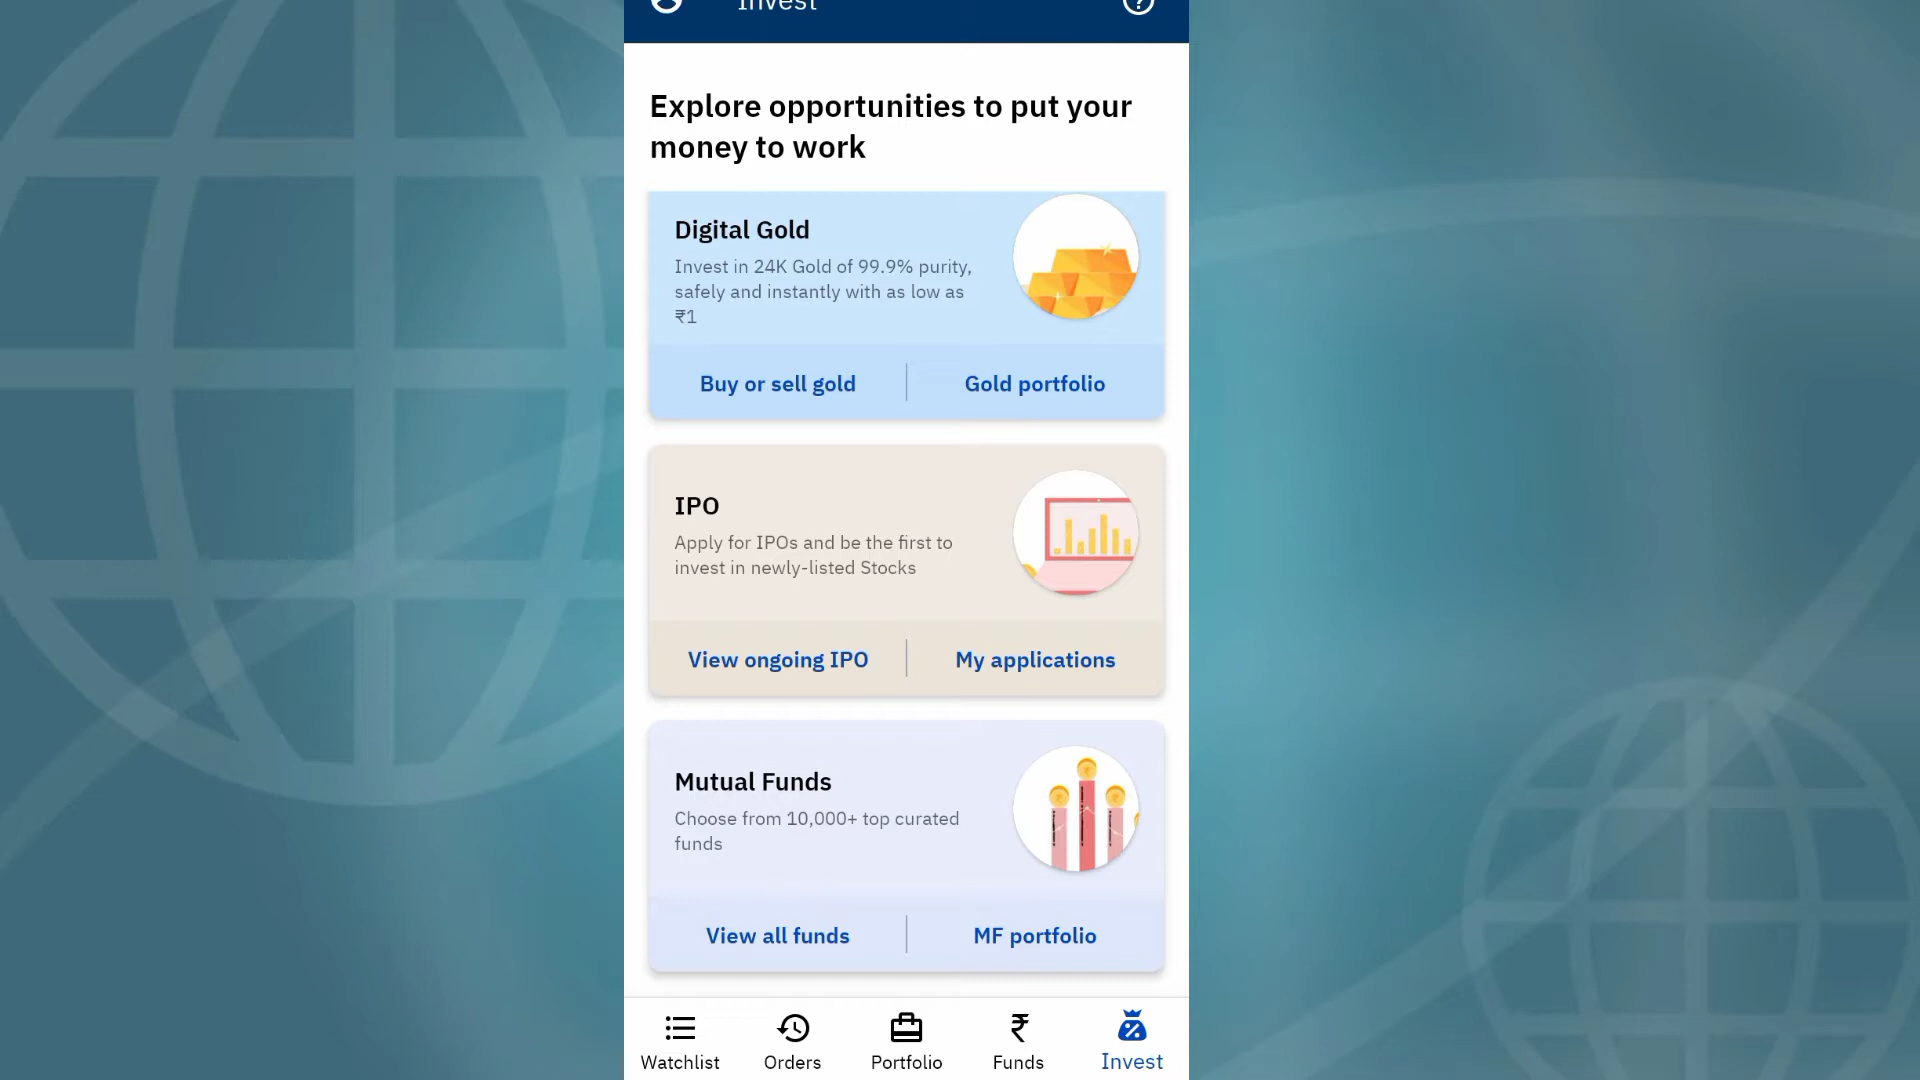 Invest
Explore opportunities to put your
money to work
Digital Gold
Invest in 24K Gold of 99.9% purity,
safely and instantly with as low as
₹1
Buy or sell gold
Gold portfolio
IPO
Apply for IPOs and be the first to
invest in newly-listed Stocks
View ongoing IPO
My applications
Mutual Funds
Choose from 10,000+ top curated
funds
View all funds
MF portfolio
Watchlist
Orders
Portfolio
Funds
Invest